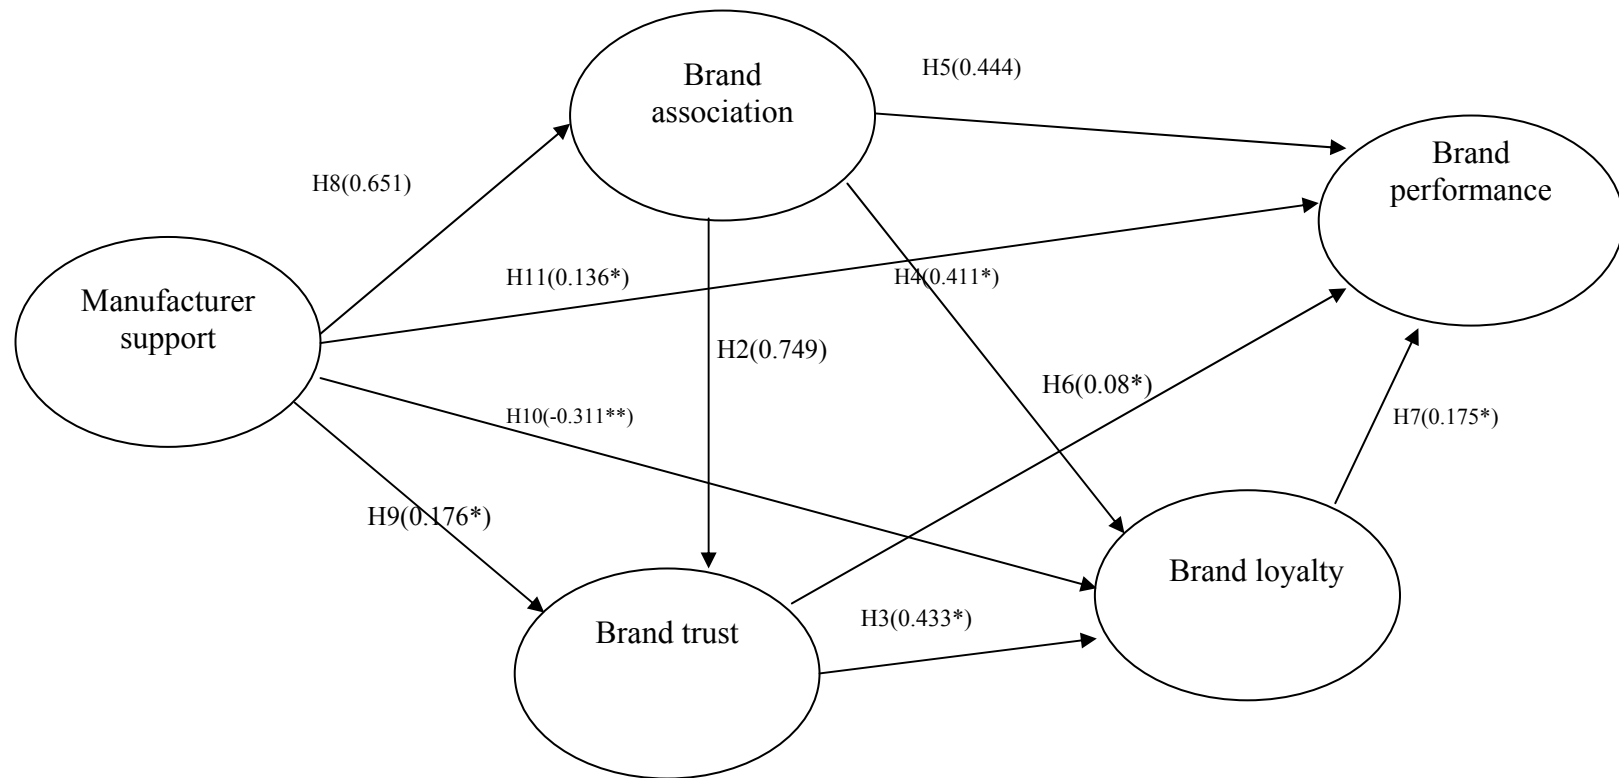 Brand
association
H5(0.444)
Brand
performance
H8(0.651)
Manufacturer
support
H11(0.136*)
H4(0.411*)
H2(0.749)
H6(0.08*)
H10(-0.311**)
H7(0.175*)
H9(0.176*)
Brand loyalty
Brand trust
H3(0.433*)